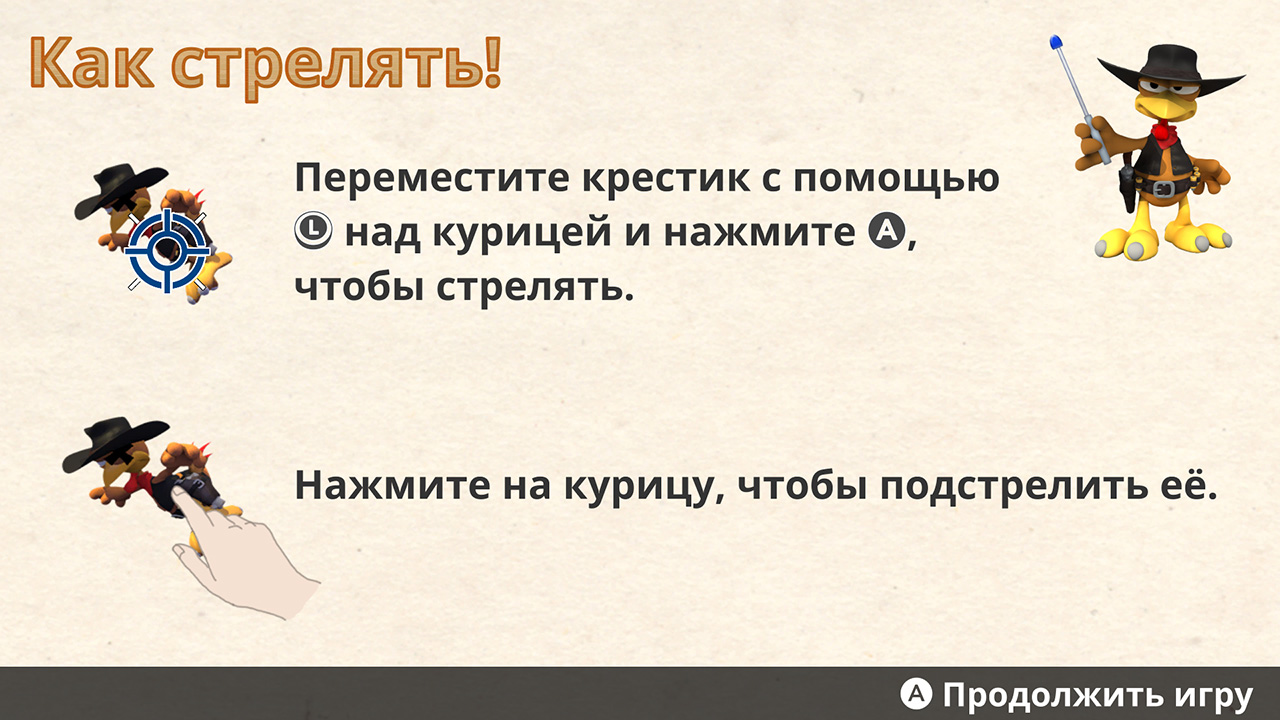 Как стрелять!
Переместите крестик с помощью
L над курицей и нажмите A,
чтобы стрелять.
Нажмите на курицу, чтобы подстрелить её.
A Продолжить игру